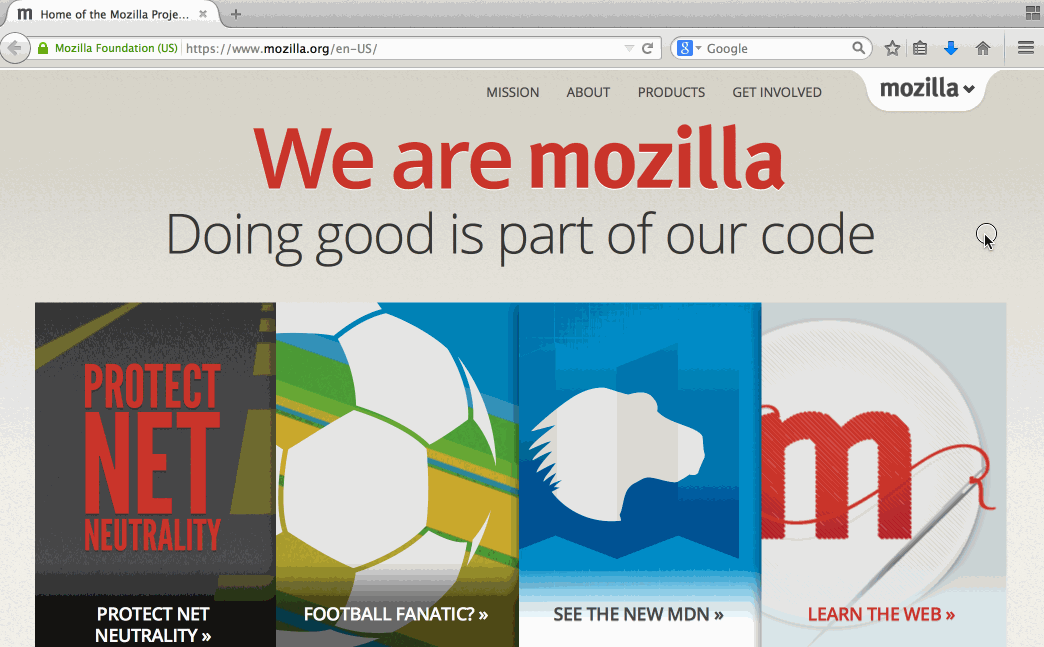 m Home of the Mozilla Proje...
Mozilla Foundation (US) https://www.mozilla.org/en-US/
8 Google
MISSION ABOUT PRODUCTS GET INVOLVED
mozilla
We are mozilla
Doing good is part of our code
PROTECT
NET
NEUTRALITY
m
PROTECT NET
NEUTRALITY »
FOOTBALL FANATIC? »
SEE THE NEW MDN »
LEARN THE WEB »